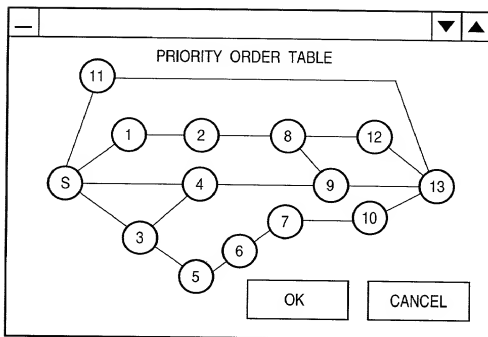 PRIORITY ORDER TABLE
11
1 2 8 12
S 4 9 13
3 7 10
6
5
OK CANCEL